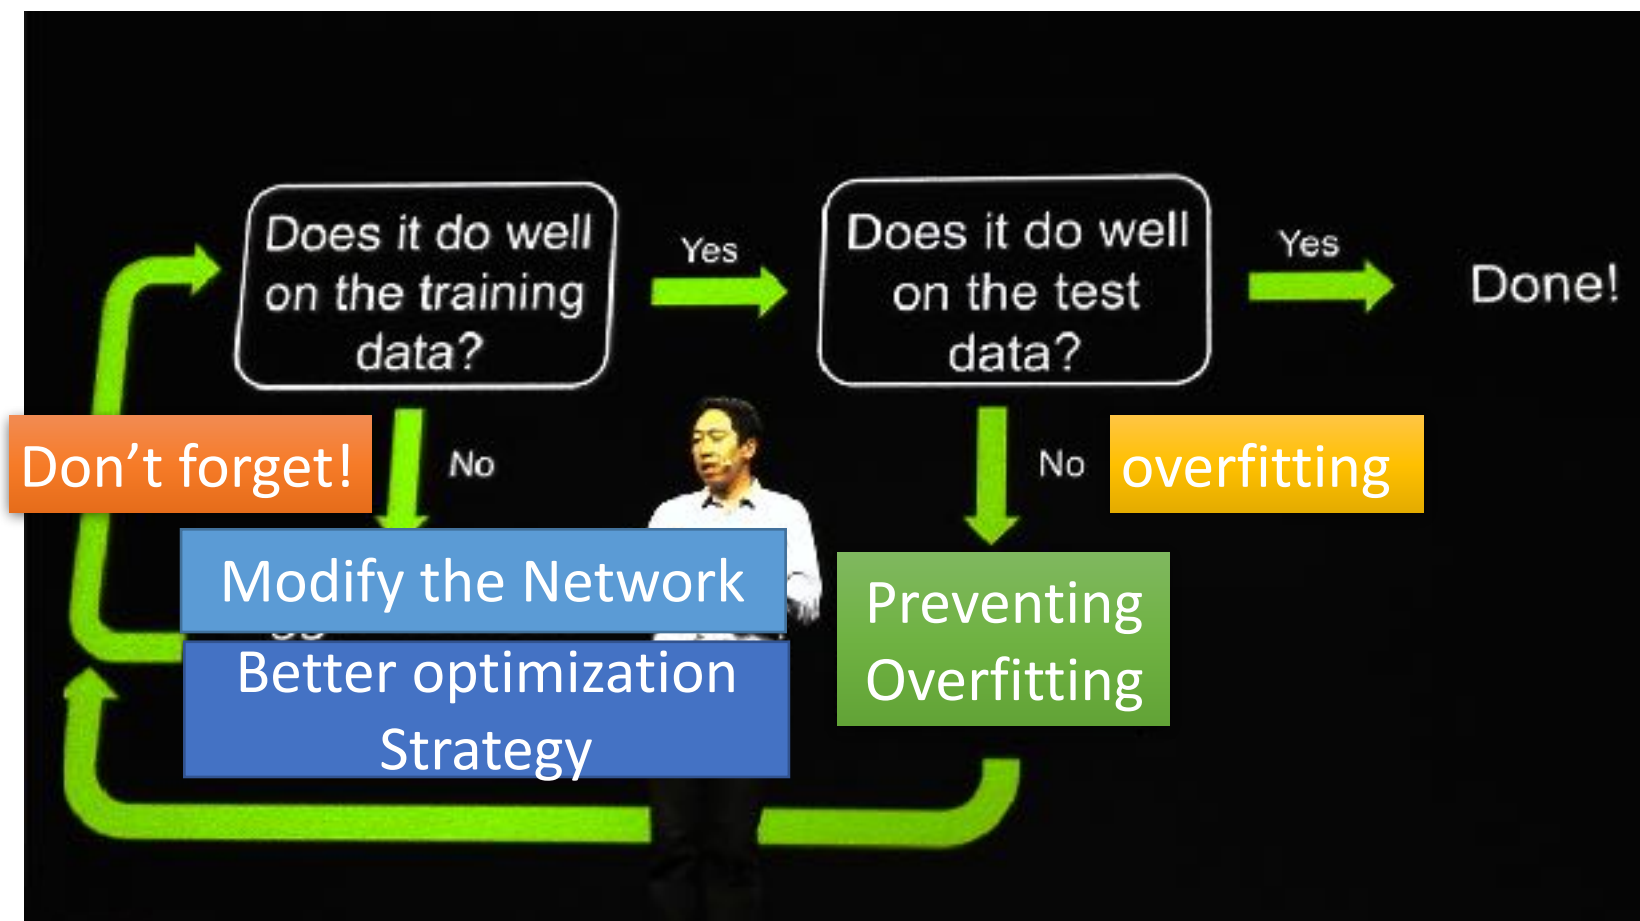 Does it do well
on the training
data?
Yes
Does it do well
on the test
data?
Yes
Done!
Don’t forget!
No
No
overfitting
Modify the Network
Better optimization
Strategy
Preventing
Overfitting